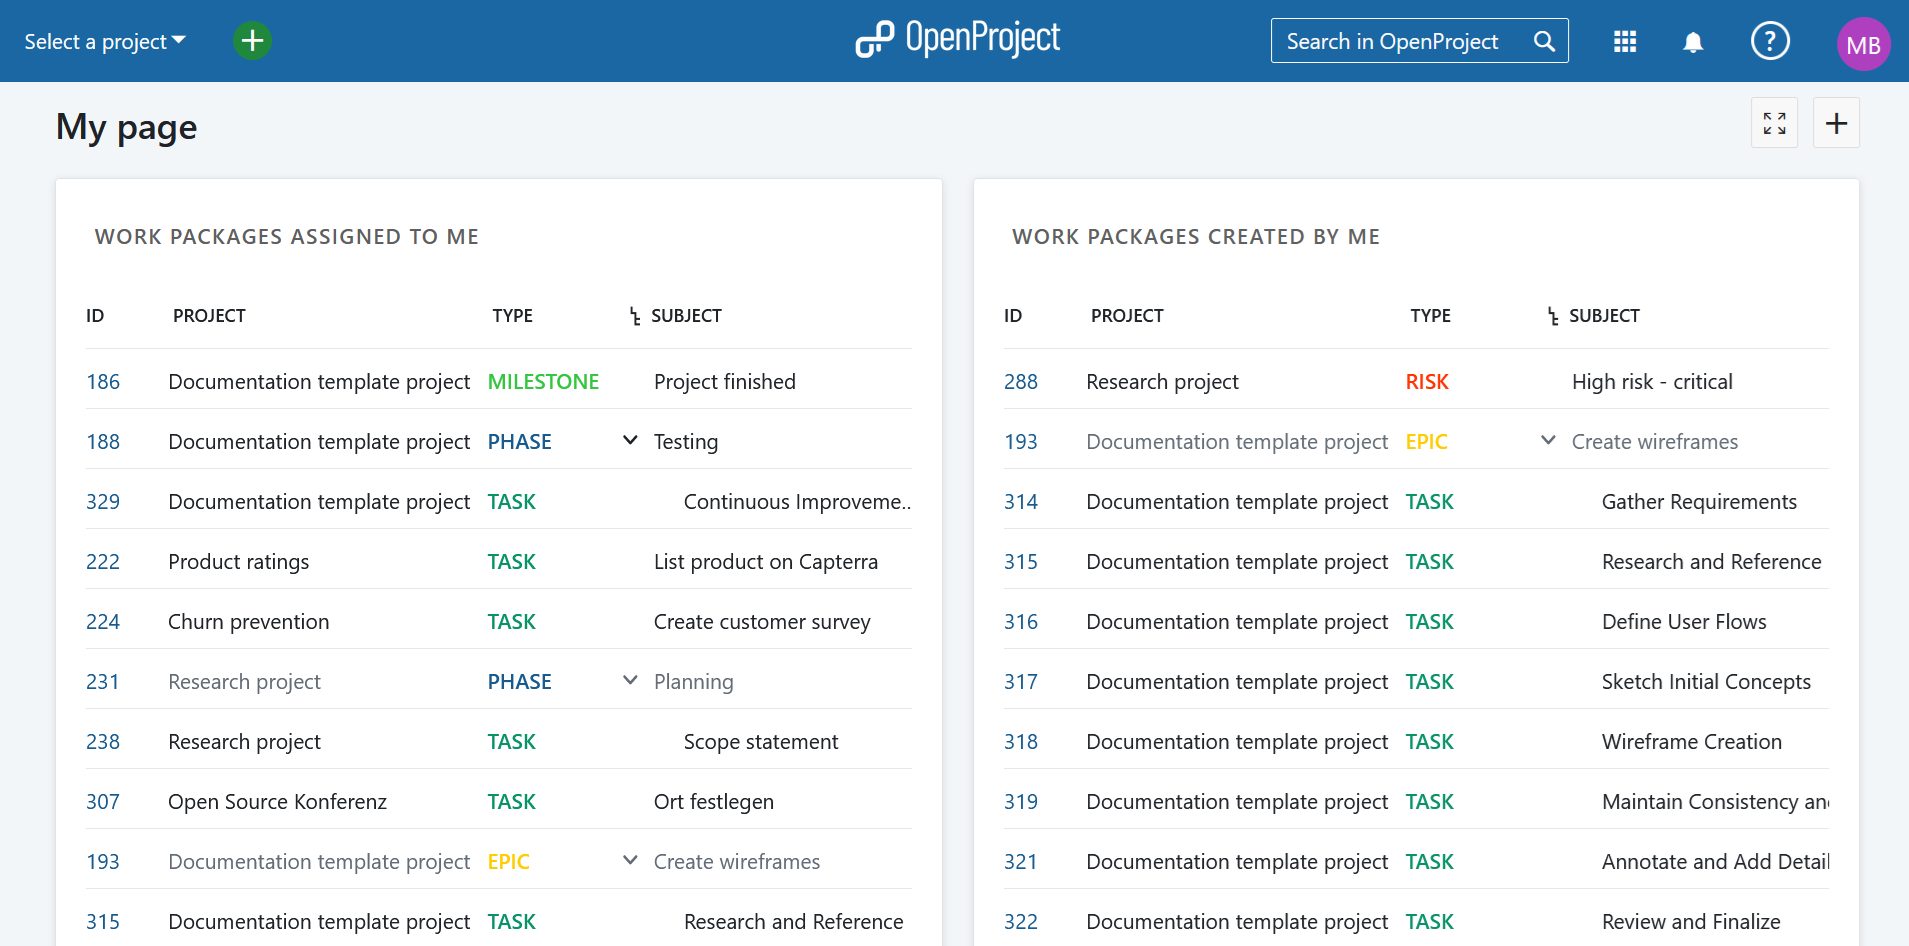 Select a project
OpenProject
Search in OpenProject
?
MB
My page
WORK PACKAGES ASSIGNED TO ME
ID PROJECT TYPE SUBJECT
186 Documentation template project MILESTONE Project finished
188 Documentation template project PHASE Testing
329 Documentation template project TASK Continuous Improveme..
222 Product ratings TASK List product on Capterra
224 Churn prevention TASK Create customer survey
231 Research project PHASE Planning
238 Research project TASK Scope statement
307 Open Source Konferenz TASK Ort festlegen
193 Documentation template project EPIC Create wireframes
315 Documentation template project TASK Research and Reference
WORK PACKAGES CREATED BY ME
ID PROJECT TYPE SUBJECT
288 Research project RISK High risk - critical
193 Documentation template project EPIC Create wireframes
314 Documentation template project TASK Gather Requirements
315 Documentation template project TASK Research and Reference
316 Documentation template project TASK Define User Flows
317 Documentation template project TASK Sketch Initial Concepts
318 Documentation template project TASK Wireframe Creation
319 Documentation template project TASK Maintain Consistency an
321 Documentation template project TASK Annotate and Add Detail
322 Documentation template project TASK Review and Finalize